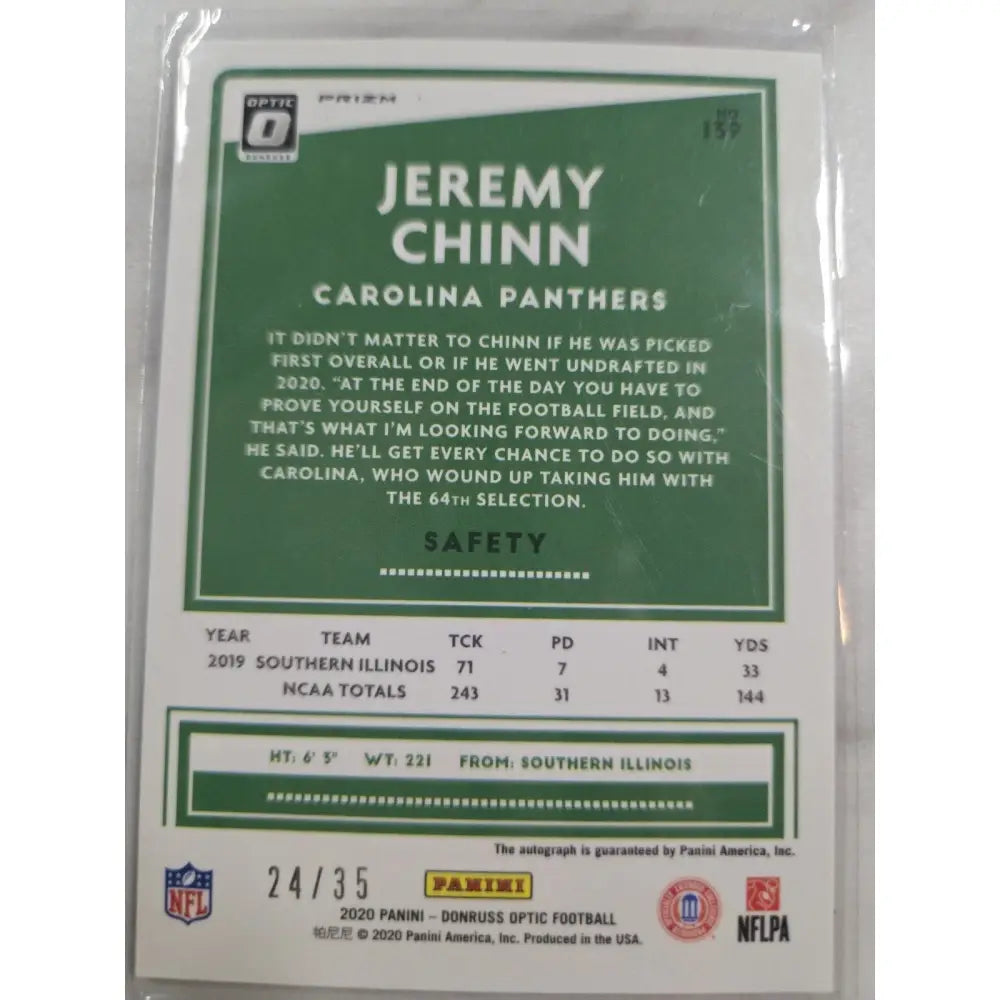 OPTIC
DONRUSS
PRIZM
NO.
159
JEREMY
CHINN
CAROLINA PANTHERS
IT DIDN'T MATTER TO CHINN IF HE WAS PICKED
FIRST OVERALL OR IF HE WENT UNDRAFTED IN
2020. "AT THE END OF THE DAY YOU HAVE TO
PROVE YOURSELF ON THE FOOTBALL FIELD, AND
THAT'S WHAT I'M LOOKING FORWARD TO DOING,"
HE SAID. HE'LL GET EVERY CHANCE TO DO SO WITH
CAROLINA, WHO WOUND UP TAKING HIM WITH
THE 64TH SELECTION.
SAFETY
YEAR TEAM TCK PD INT YDS
2019 SOUTHERN ILLINOIS 71 7 4 33
NCAA TOTALS 243 31 13 144
HT: 6' 3" WT: 221 FROM: SOUTHERN ILLINOIS
The autograph is guaranteed by Panini America, Inc.
NFL
24/35
PANINI
2020 PANINI – DONRUSS OPTIC FOOTBALL
帕尼尼 © 2020 Panini America, Inc. Produced in the USA.
NFLPA